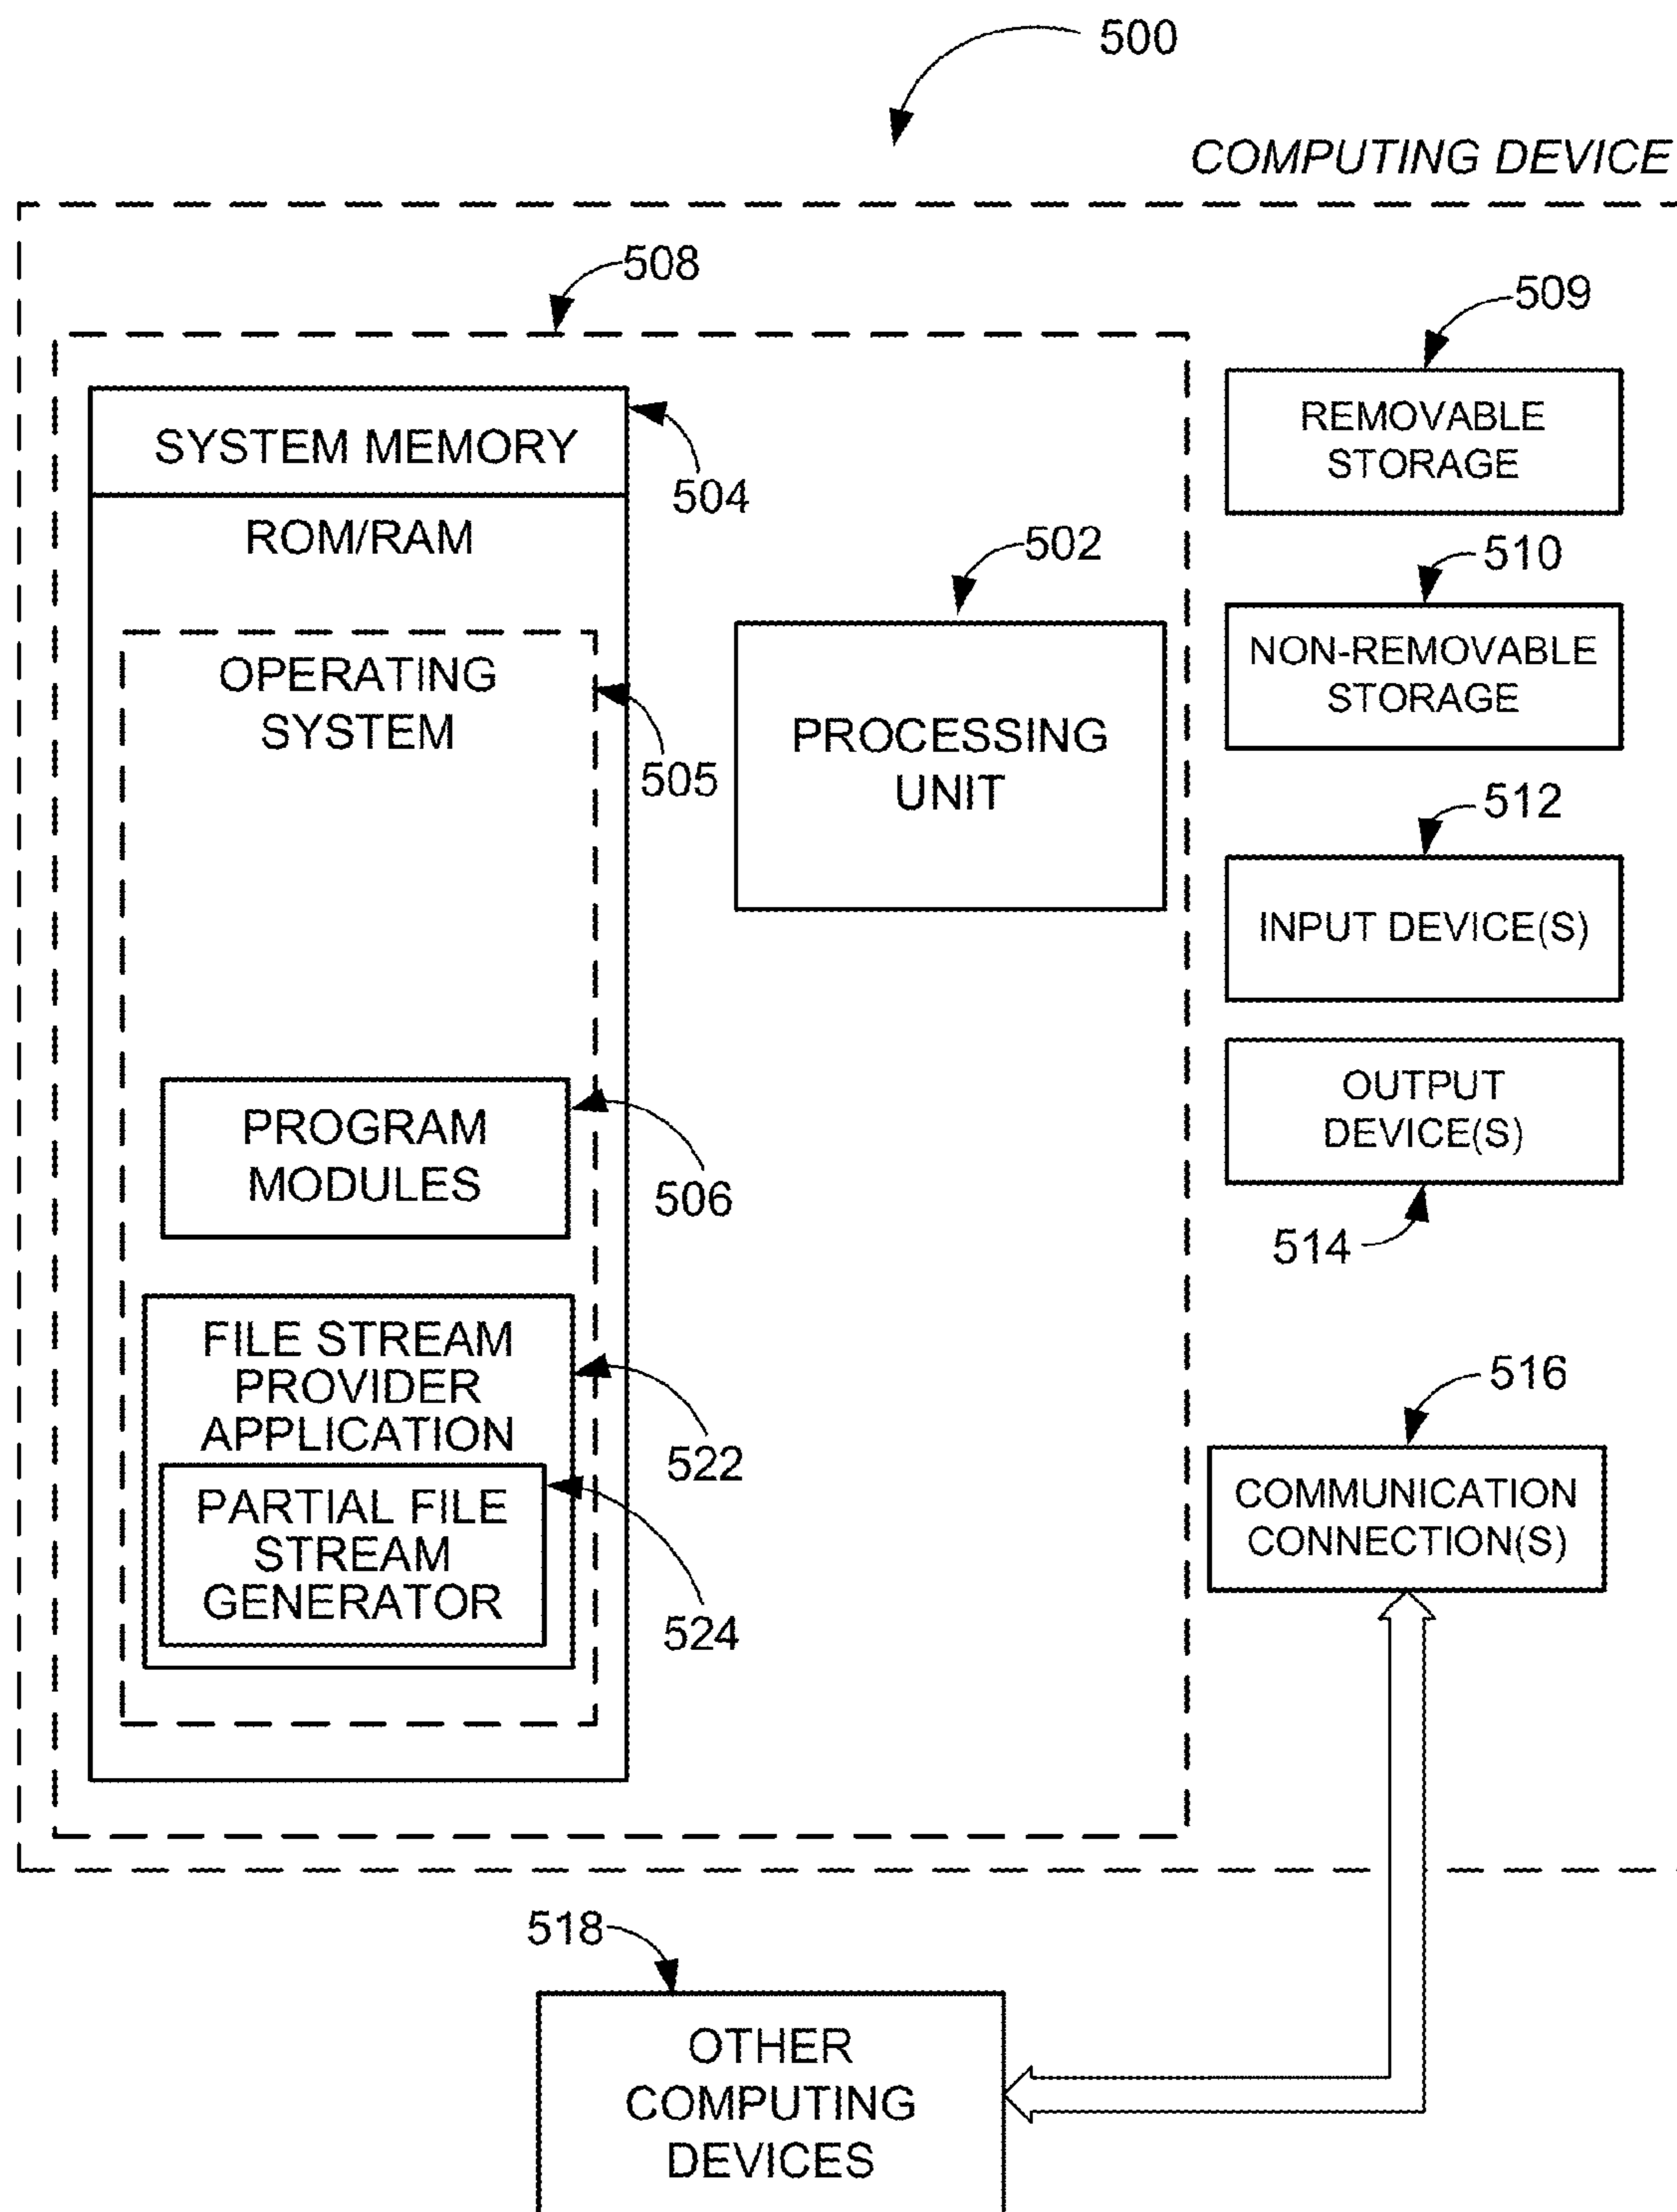 500
COMPUTING DEVICE
508
509
REMOVABLE
STORAGE
SYSTEM MEMORY
504
ROM/RAM
502
510
NON-REMOVABLE
STORAGE
OPERATING
SYSTEM
505
PROCESSING
UNIT
512
INPUT DEVICE(S)
OUTPUT
DEVICE(S)
514
PROGRAM
MODULES
506
FILE STREAM
PROVIDER
APPLICATION
522
PARTIAL FILE
STREAM
GENERATOR
524
516
COMMUNICATION
CONNECTION(S)
518
OTHER
COMPUTING
DEVICES